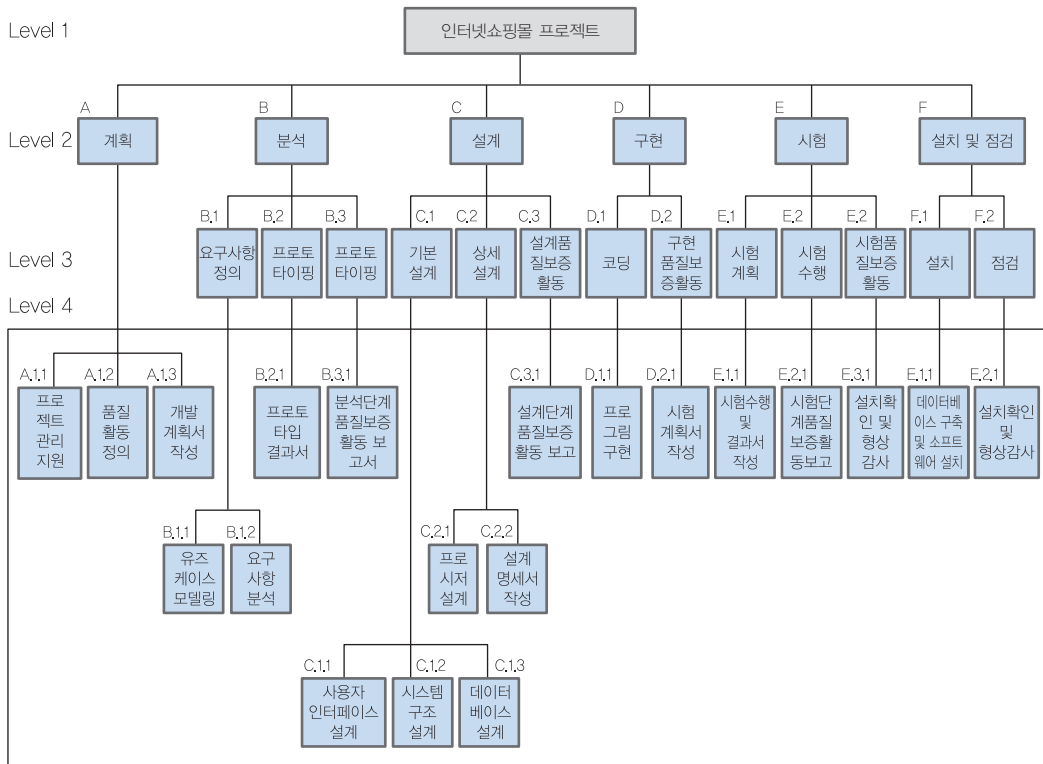 Level 1
인터넷쇼핑몰 프로젝트
A
B
C
D
E
F
Level 2
계획
분석
설계
구현
시험
설치 및 점검
B.1
B.2
B.3
C.1
C.2
C.3
D.1
D.2
E.1
E.2
E.2
F.1
F.2
Level 3
요구사항
정의
프로토
타이핑
프로토
타이핑
기본
설계
상세
설계
설계품
질보증
활동
코딩
구현
품질보
증활동
시험
계획
시험
수행
시험품
질보증
활동
설치
점검
Level 4
A.1.1
A.1.2
A.1.3
B.2.1
B.3.1
C.3.1
D.1.1
D.2.1
E.1.1
E.2.1
E.3.1
E.1.1
E.2.1
프로
젝트
관리
지원
품질
활동
정의
개발
계획서
작성
프로토
타입
결과서
분석단계
품질보증
활동 보
고서
설계단계
품질보증
활동 보고
프로
그림
구현
시험
계획서
작성
시험수행
및
결과서
작성
시험단
계품질
보증활
동보고
설치확
인 및
형상
감사
데이터베
이스 구축
및 소프트
웨어 설치
설치확인
및
형상감사
B.1.1
B.1.2
C.2.1
C.2.2
유즈
케이스
모델링
요구
사항
분석
프로
시저
설계
설계
명세서
작성
C.1.1
C.1.2
C.1.3
사용자
인터페이스
설계
시스템
구조
설계
데이터
베이스
설계